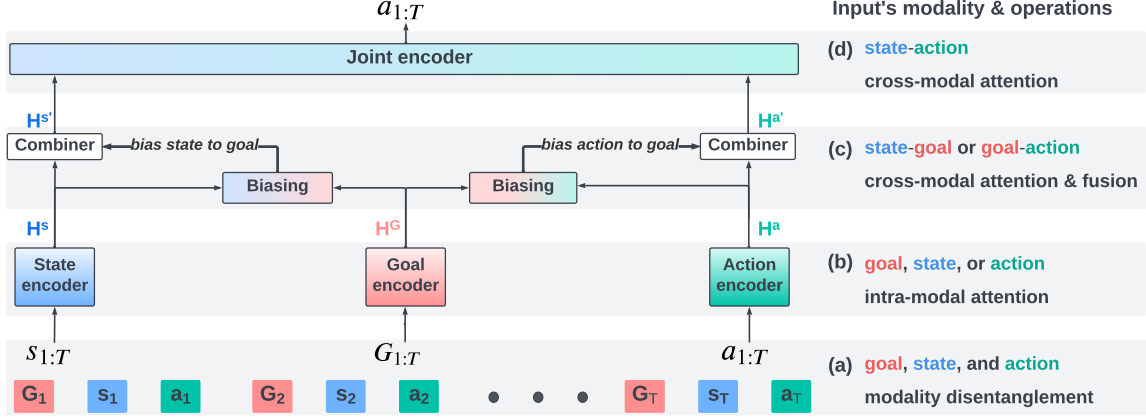 a1:T
Input's modality & operations
Joint encoder
(d) state-action
cross-modal attention
Hs'
Ha'
Combiner
bias state to goal
bias action to goal
Combiner
(c) state-goal or goal-action
cross-modal attention & fusion
Biasing
Biasing
Hs
HG
Ha
State
encoder
Goal
encoder
Action
encoder
(b) goal, state, or action
intra-modal attention
s1:T
G1:T
a1:T
(a) goal, state, and action
modality disentanglement
G1 s1 a1 G2 s2 a2 • • • GT sT aT